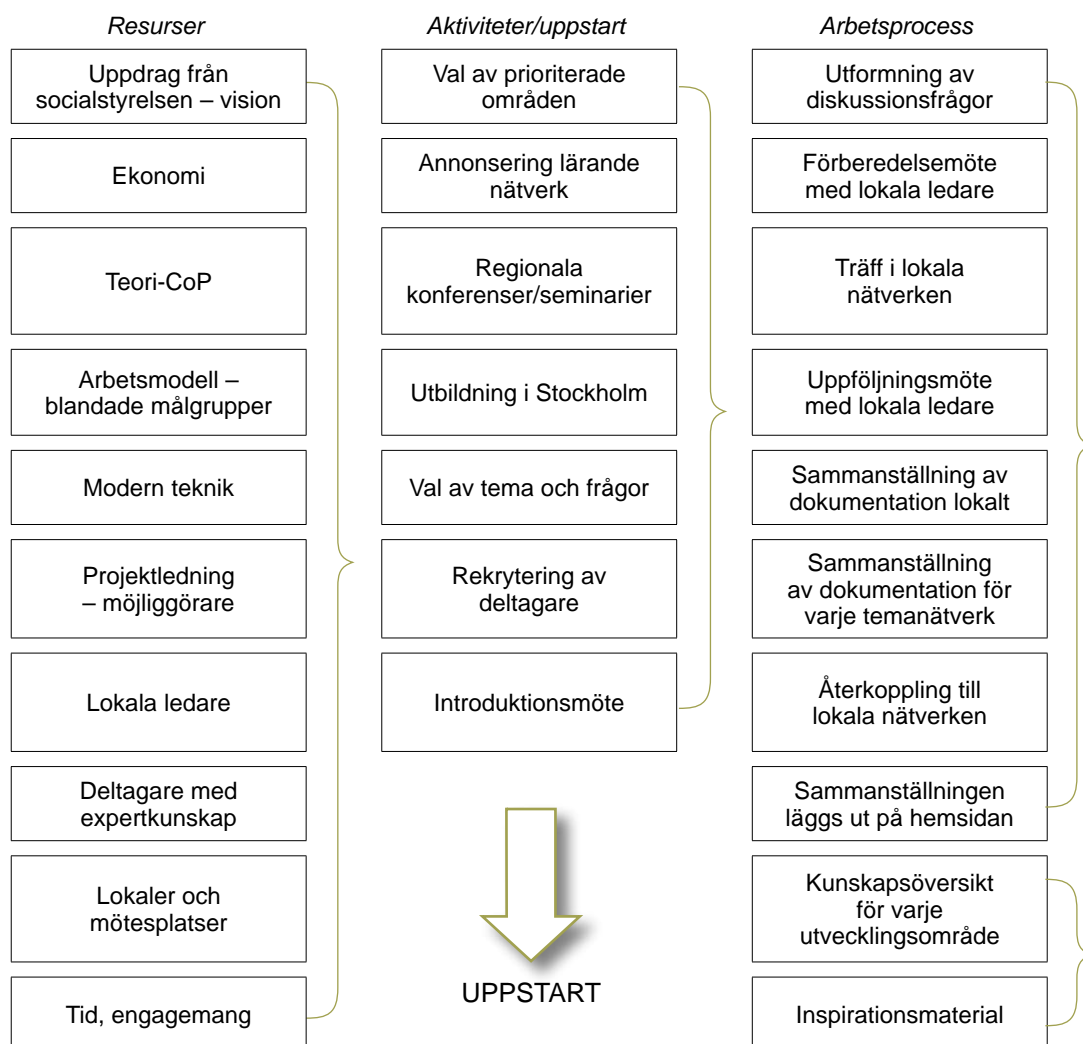 Resurser
Uppdrag från
socialstyrelsen – vision
Ekonomi
Teori-CoP
Arbetsmodell –
blandade målgrupper
Modern teknik
Projektledning
– möjliggörare
Lokala ledare
Deltagare med
expertkunskap
Lokaler och
mötesplatser
Tid, engagemang
Aktiviteter/uppstart
Val av prioriterade
områden
Annonsering lärande
nätverk
Regionala
konferenser/seminarier
Utbildning i Stockholm
Val av tema och frågor
Rekrytering av
deltagare
Introduktionsmöte
UPPSTART
Arbetsprocess
Utformning av
diskussionsfrågor
Förberedelsemöte
med lokala ledare
Träff i lokala
nätverken
Uppföljningsmöte
med lokala ledare
Sammanställning av
dokumentation lokalt
Sammanställning
av dokumentation för
varje temanätverk
Återkoppling till
lokala nätverken
Sammanställningen
läggs ut på hemsidan
Kunskapsöversikt
för varje
utvecklingsområde
Inspirationsmaterial